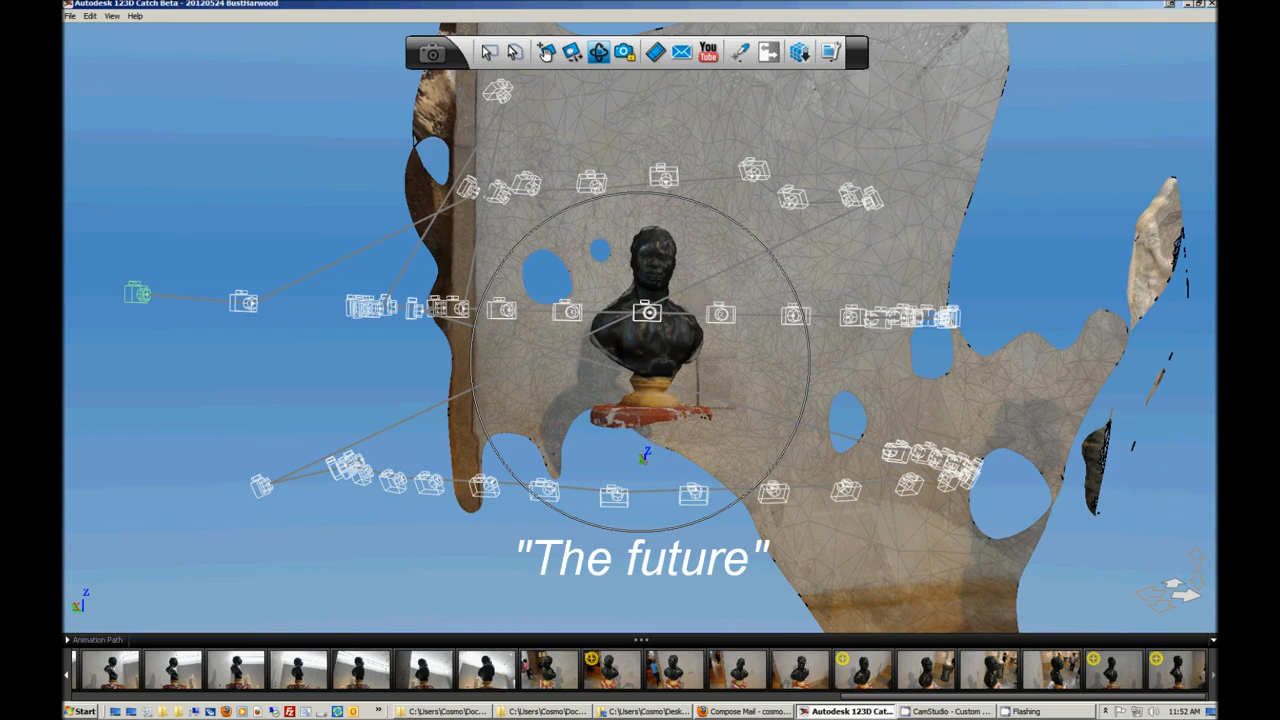 Autodesk 123D Catch Beta - 20120524 BustHarwood
File Edit View Help
You
Tube
Z
"The future"
Z
Animation Path
Start
C:\Users\Cosmo\Doc...
C:\Users\Cosmo\Doc...
C:\Users\Cosmo\Desk...
Compose Mail - cosmo...
Autodesk 123D Cat...
CamStudio - Custom ...
Flashing
11:52 AM